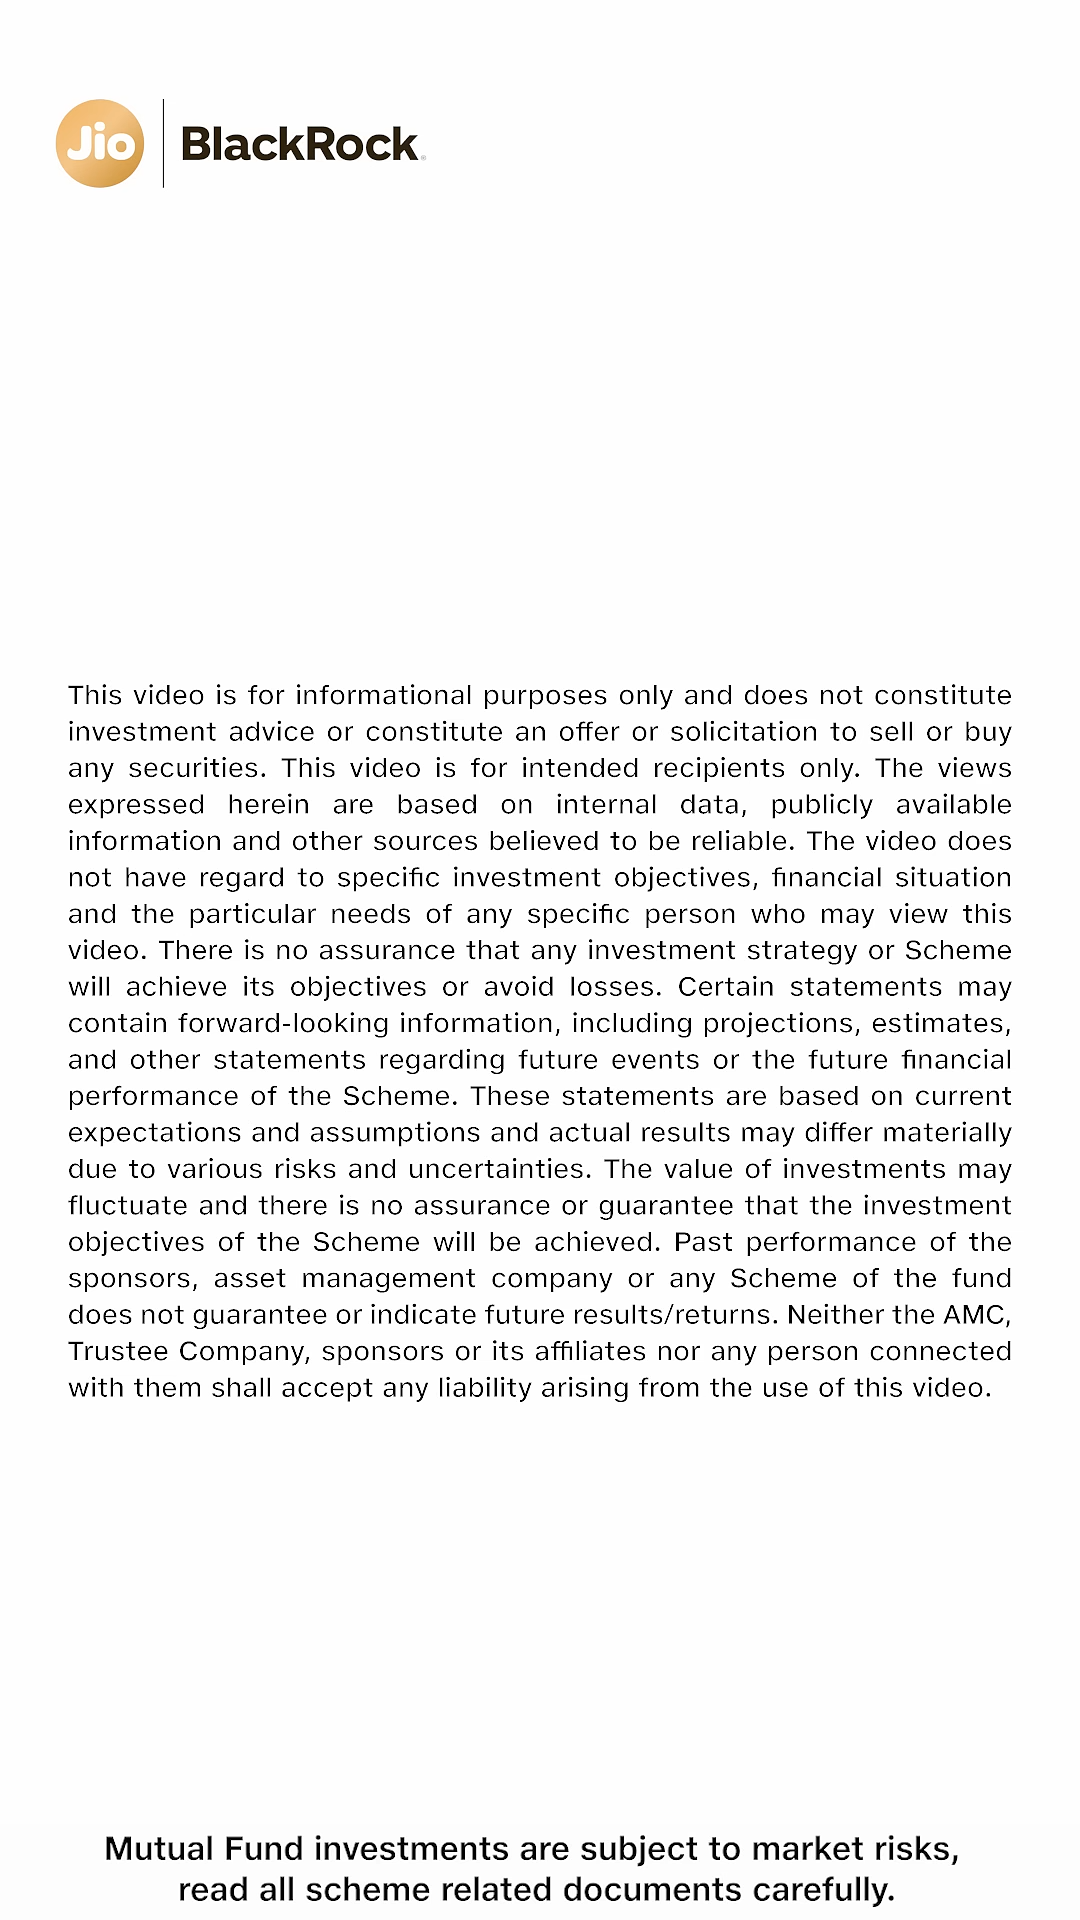 Jio BlackRock
This video is for informational purposes only and does not constitute
investment advice or constitute an offer or solicitation to sell or buy
any securities. This video is for intended recipients only. The views
expressed herein are based on internal data, publicly available
information and other sources believed to be reliable. The video does
not have regard to specific investment objectives, financial situation
and the particular needs of any specific person who may view this
video. There is no assurance that any investment strategy or Scheme
will achieve its objectives or avoid losses. Certain statements may
contain forward-looking information, including projections, estimates,
and other statements regarding future events or the future financial
performance of the Scheme. These statements are based on current
expectations and assumptions and actual results may differ materially
due to various risks and uncertainties. The value of investments may
fluctuate and there is no assurance or guarantee that the investment
objectives of the Scheme will be achieved. Past performance of the
sponsors, asset management company or any Scheme of the fund
does not guarantee or indicate future results/returns. Neither the AMC,
Trustee Company, sponsors or its affiliates nor any person connected
with them shall accept any liability arising from the use of this video.
Mutual Fund investments are subject to market risks,
read all scheme related documents carefully.